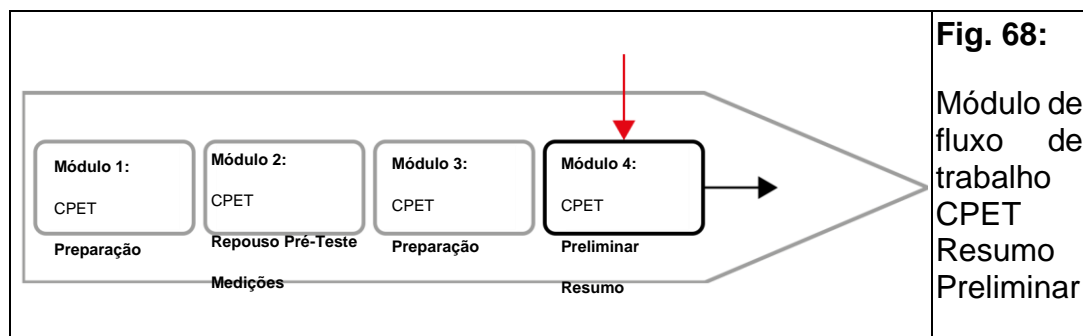 Módulo 1:
CPET
Preparação
Módulo 2:
CPET
Repouso Pré-Teste
Medições
Módulo 3:
CPET
Preparação
Módulo 4:
CPET
Preliminar
Resumo
Fig. 68:
Módulo de
fluxo de
trabalho
CPET
Resumo
Preliminar